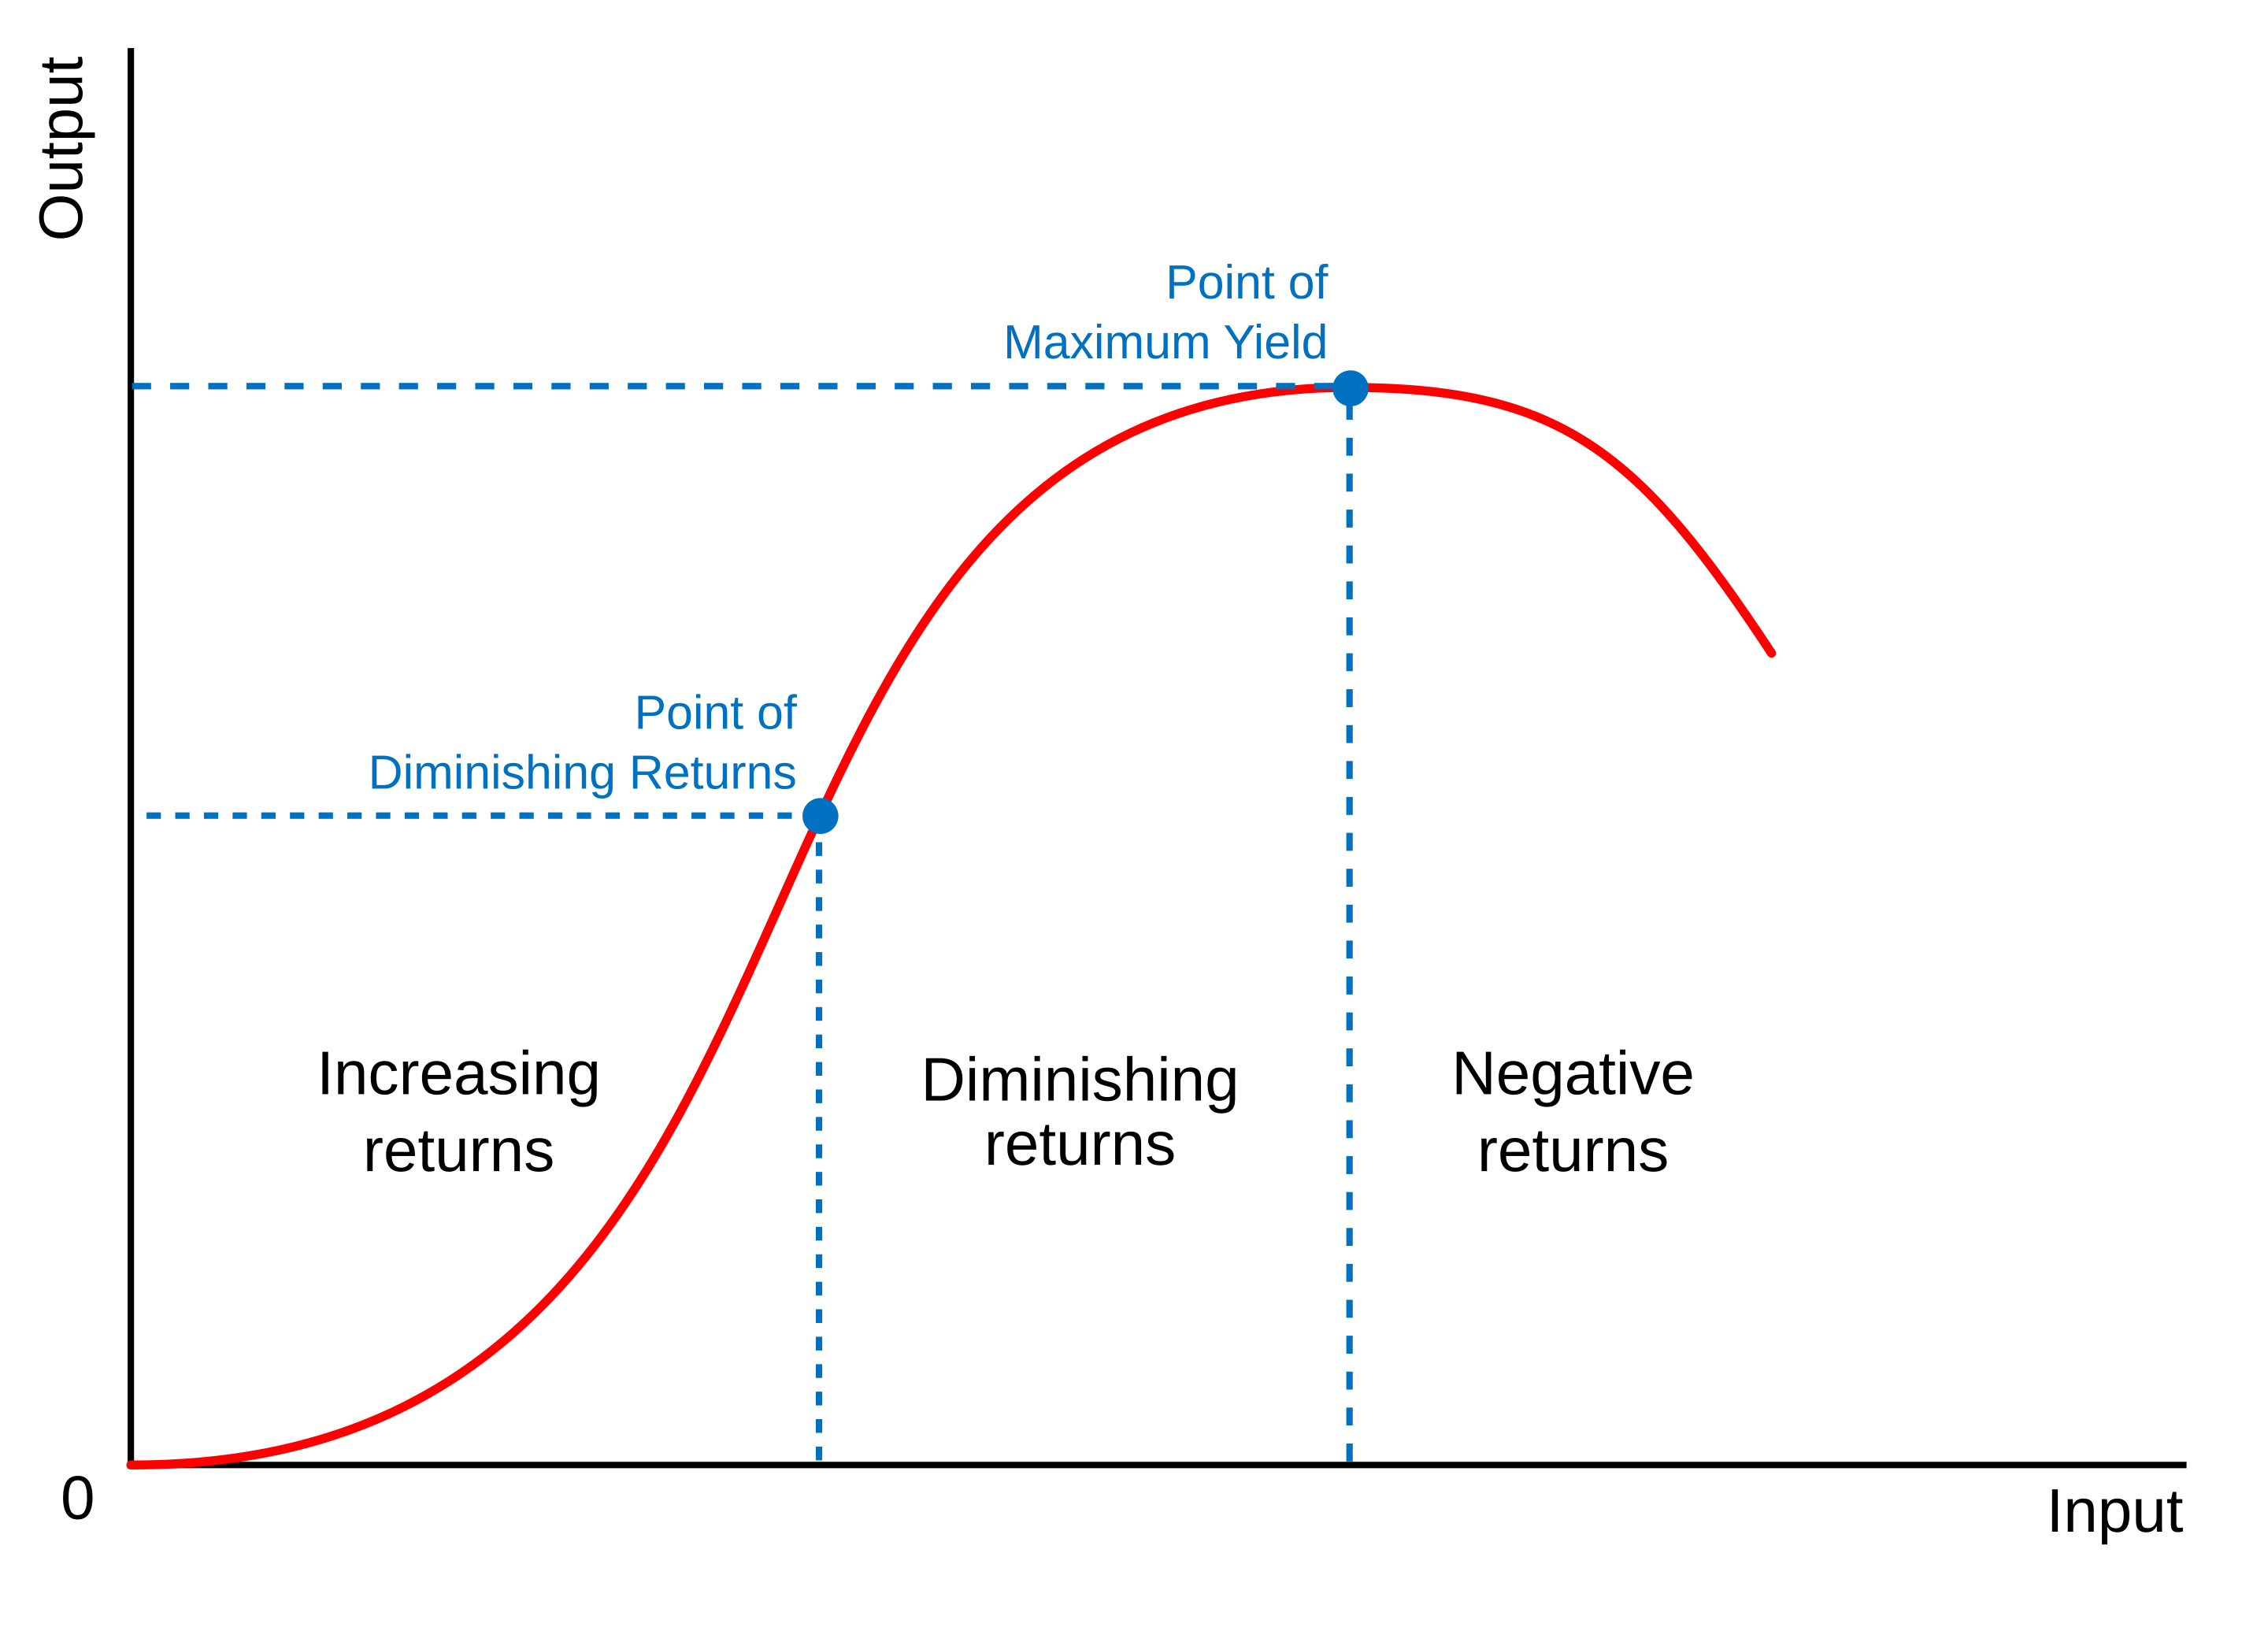 Output
Point of
Maximum Yield
Point of
Diminishing Returns
Increasing
returns
Diminishing
returns
Negative
returns
0
Input